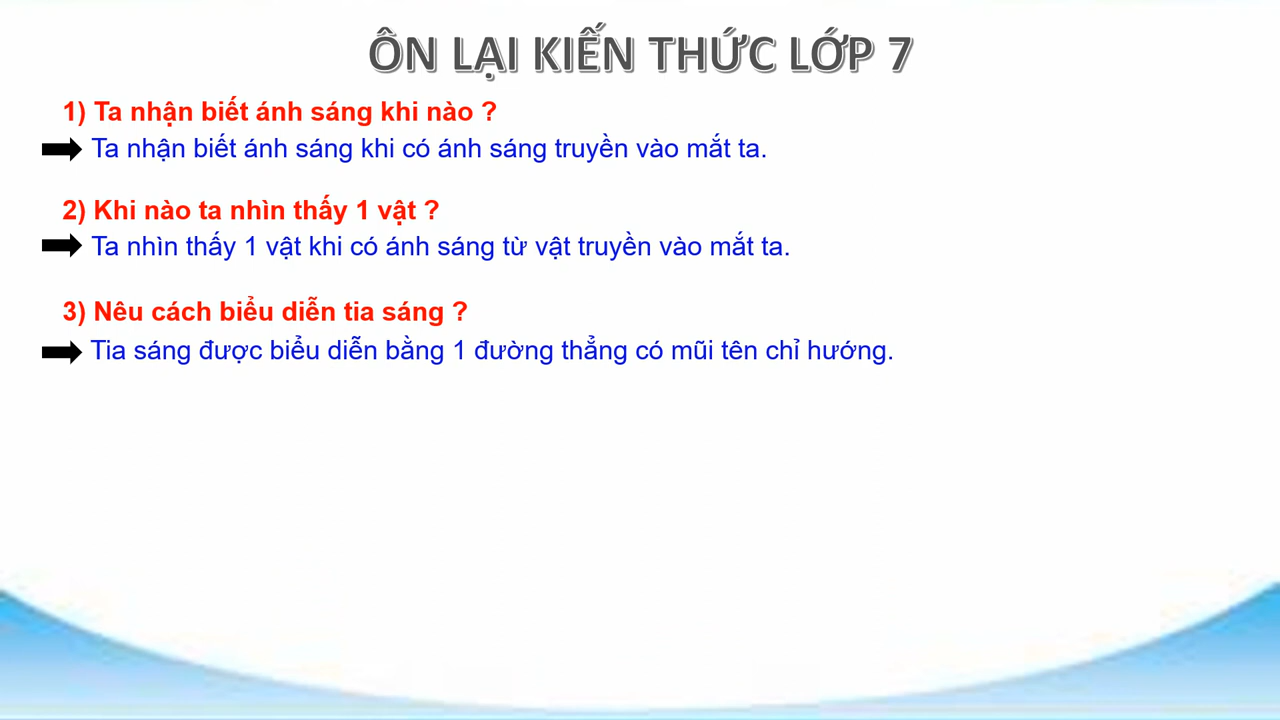 ÔN LẠI KIẾN THỨC LỚP 7
1) Ta nhận biết ánh sáng khi nào ?
Ta nhận biết ánh sáng khi có ánh sáng truyền vào mắt ta.
2) Khi nào ta nhìn thấy 1 vật ?
Ta nhìn thấy 1 vật khi có ánh sáng từ vật truyền vào mắt ta.
3) Nêu cách biểu diễn tia sáng ?
Tia sáng được biểu diễn bằng 1 đường thẳng có mũi tên chỉ hướng.